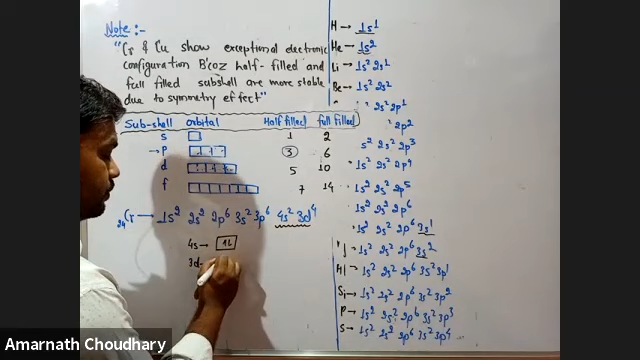 Note :-
"Cr & Cu show exceptional electronic
configuration B'coz half-filled and
full filled subshell are more stable
due to symmetry effect"
Sub-shell orbital Half filled full filled
s 1 2
→ p 3 6
d 5 10
f 7 14
₂₄Cr → 1s² 2s² 2p⁶ 3s² 3p⁶ 4s² 3d⁴
4s → 1L
3d-
H → 1s¹
He → 1s²
Li → 1s² 2s¹
Be → 1s² 2s²
2s² 2p¹
2p²
s² 2s² 2p³
1s² 2s² 2p⁴
1s² 2s² 2p⁵
1s² 2s² 2p⁶
1s² 2s² 2p⁶ 3s¹
1s² 2s² 2p⁶ 3s²
1s² 2s² 2p⁶ 3s² 3p¹
Si → 1s² 2s² 2p⁶ 3s² 3p²
P → 1s² 2s² 2p⁶ 3s² 3p³
S → 1s² 2s² 2p⁶ 3s² 3p⁴
Amarnath Choudhary